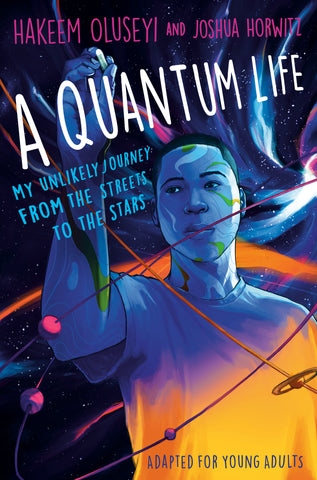 HAKEEM OLUSEYI AND JOSHUA HORWITZ
A QUANTUM LIFE
MY UNLIKELY JOURNEY
FROM THE STREETS
TO THE STARS
ADAPTED FOR YOUNG ADULTS